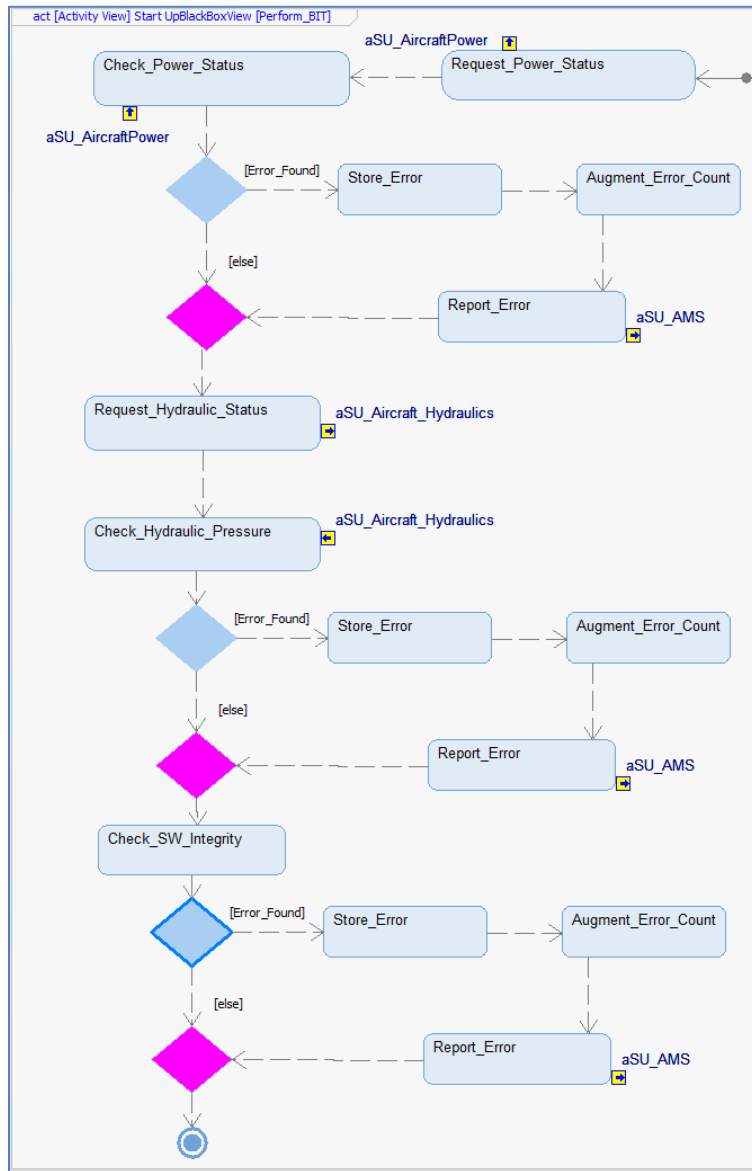 act [Activity View] Start UpBlackBoxView [Perform_BIT]
aSU_AircraftPower
Check_Power_Status
Request_Power_Status
aSU_AircraftPower
[Error_Found]
Store_Error
Augment_Error_Count
[else]
Report_Error
aSU_AMS
Request_Hydraulic_Status
aSU_Aircraft_Hydraulics
Check_Hydraulic_Pressure
aSU_Aircraft_Hydraulics
[Error_Found]
Store_Error
Augment_Error_Count
[else]
Report_Error
aSU_AMS
Check_SW_Integrity
[Error_Found]
Store_Error
Augment_Error_Count
[else]
Report_Error
aSU_AMS